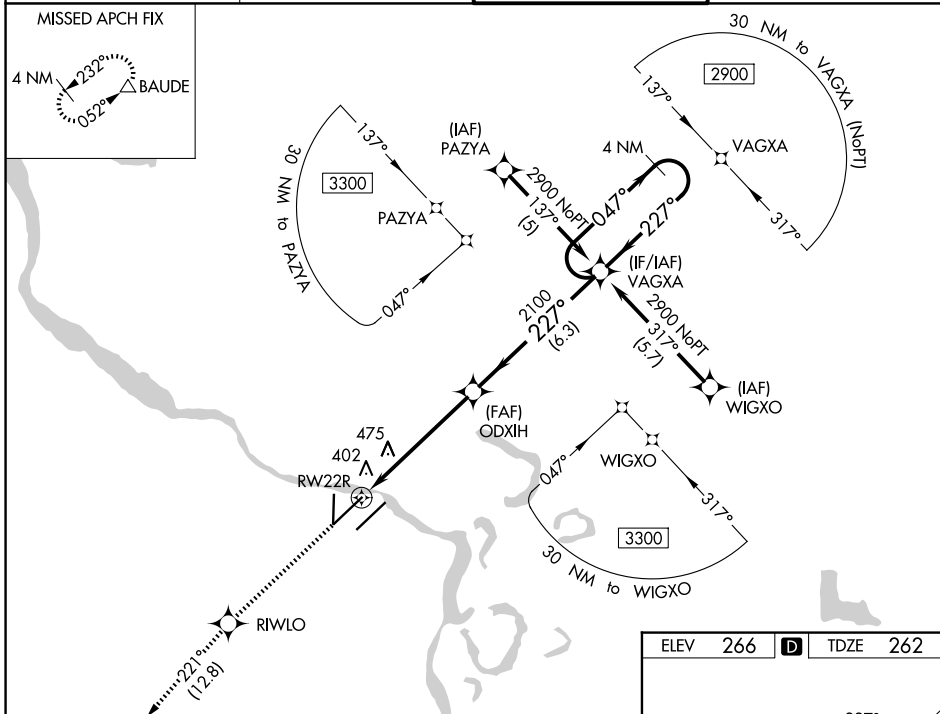 MISSED APCH FIX
4 NM
232°
052°
BAUDE
30 NM to VAGXA (NoPT)
2900
137°
VAGXA
317°
30 NM to PAZYA
3300
137°
PAZYA
047°
(IAF)
PAZYA
2900 NoPT
137°
(5)
4 NM
047°
227°
(IF/IAF)
VAGXA
2900 NoPT
317°
(5.7)
(IAF)
WIGXO
2100
227°
(6.3)
(FAF)
ODXIH
475
402
RW22R
WIGXO
047°
317°
3300
30 NM to WIGXO
RIWLO
221°
(12.8)
ELEV 266 D TDZE 262